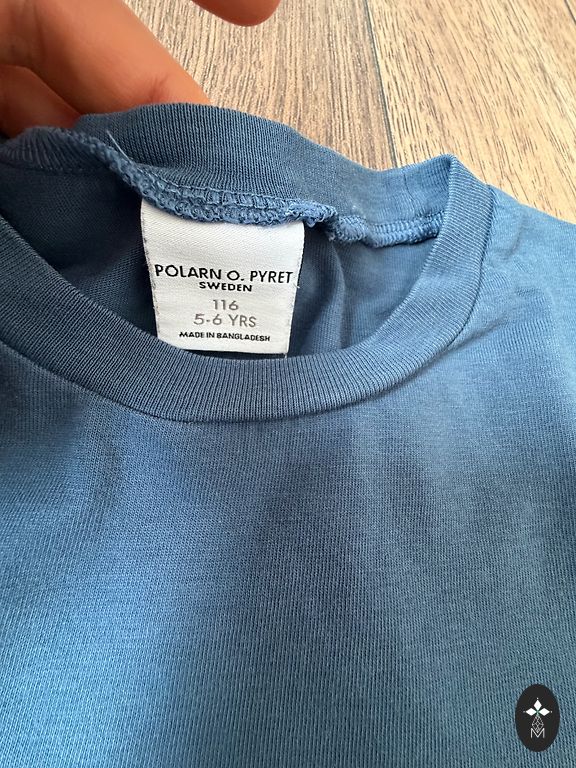 POLARN O. PYRET
SWEDEN
116
5-6 YRS
MADE IN BANGLADESH
M